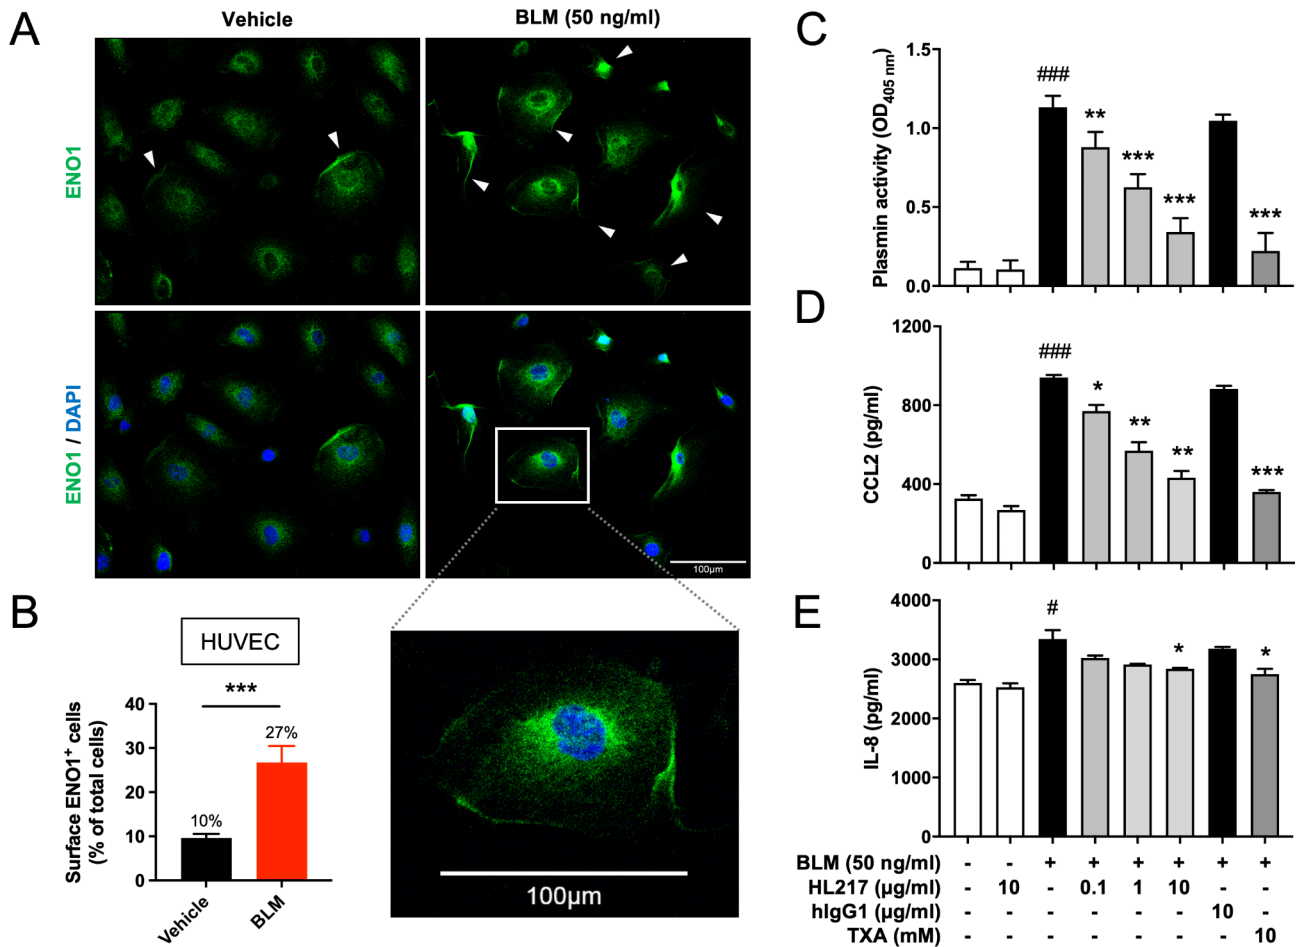 A
Vehicle
BLM (50 ng/ml)
ENO1
ENO1 / DAPI
100μm
B
HUVEC
***
Surface ENO1+ cells
(% of total cells)
40
30
20
10
0
10%
27%
Vehicle
BLM
100μm
C
Plasmin activity (OD405 nm)
1.5
1.0
0.5
0.0
###
**
***
***
***
D
CCL2 (pg/ml)
1200
800
400
0
###
*
**
**
***
E
IL-8 (pg/ml)
4000
3000
2000
1000
0
#
*
*
BLM (50 ng/ml) - - + + + + + +
HL217 (μg/ml) - 10 - 0.1 1 10 - -
hIgG1 (μg/ml) - - - - - - 10 -
TXA (mM) - - - - - - - 10